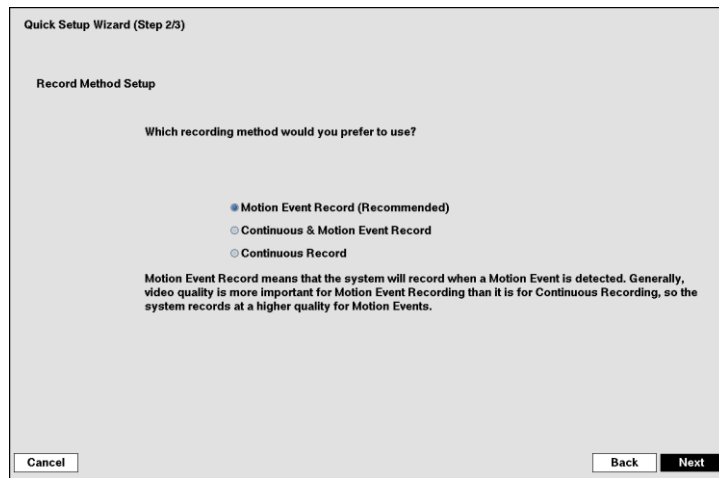 Quick Setup Wizard (Step 2/3)
Record Method Setup
Which recording method would you prefer to use?
Motion Event Record (Recommended)
Continuous & Motion Event Record
Continuous Record
Motion Event Record means that the system will record when a Motion Event is detected. Generally,
video quality is more important for Motion Event Recording than it is for Continuous Recording, so the
system records at a higher quality for Motion Events.
Cancel
Back
Next